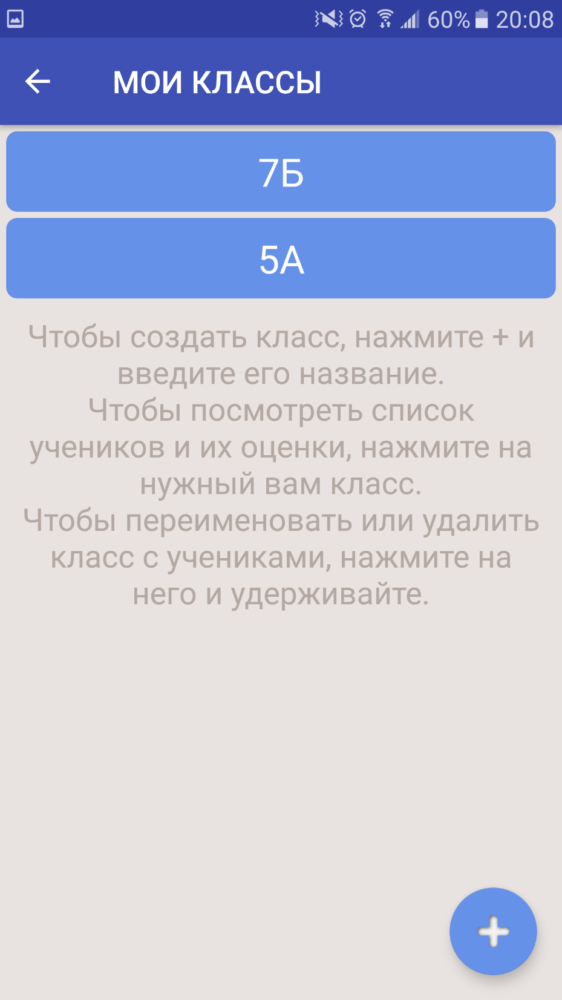 60% 20:08
МОИ КЛАССЫ
7Б
5А
Чтобы создать класс, нажмите + и
введите его название.
Чтобы посмотреть список
учеников и их оценки, нажмите на
нужный вам класс.
Чтобы переименовать или удалить
класс с учениками, нажмите на
него и удерживайте.